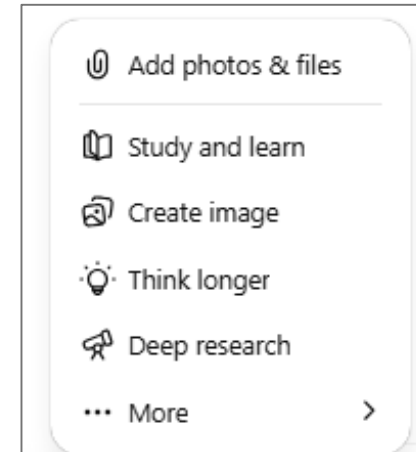 Add photos & files
Study and learn
Create image
Think longer
Deep research
More